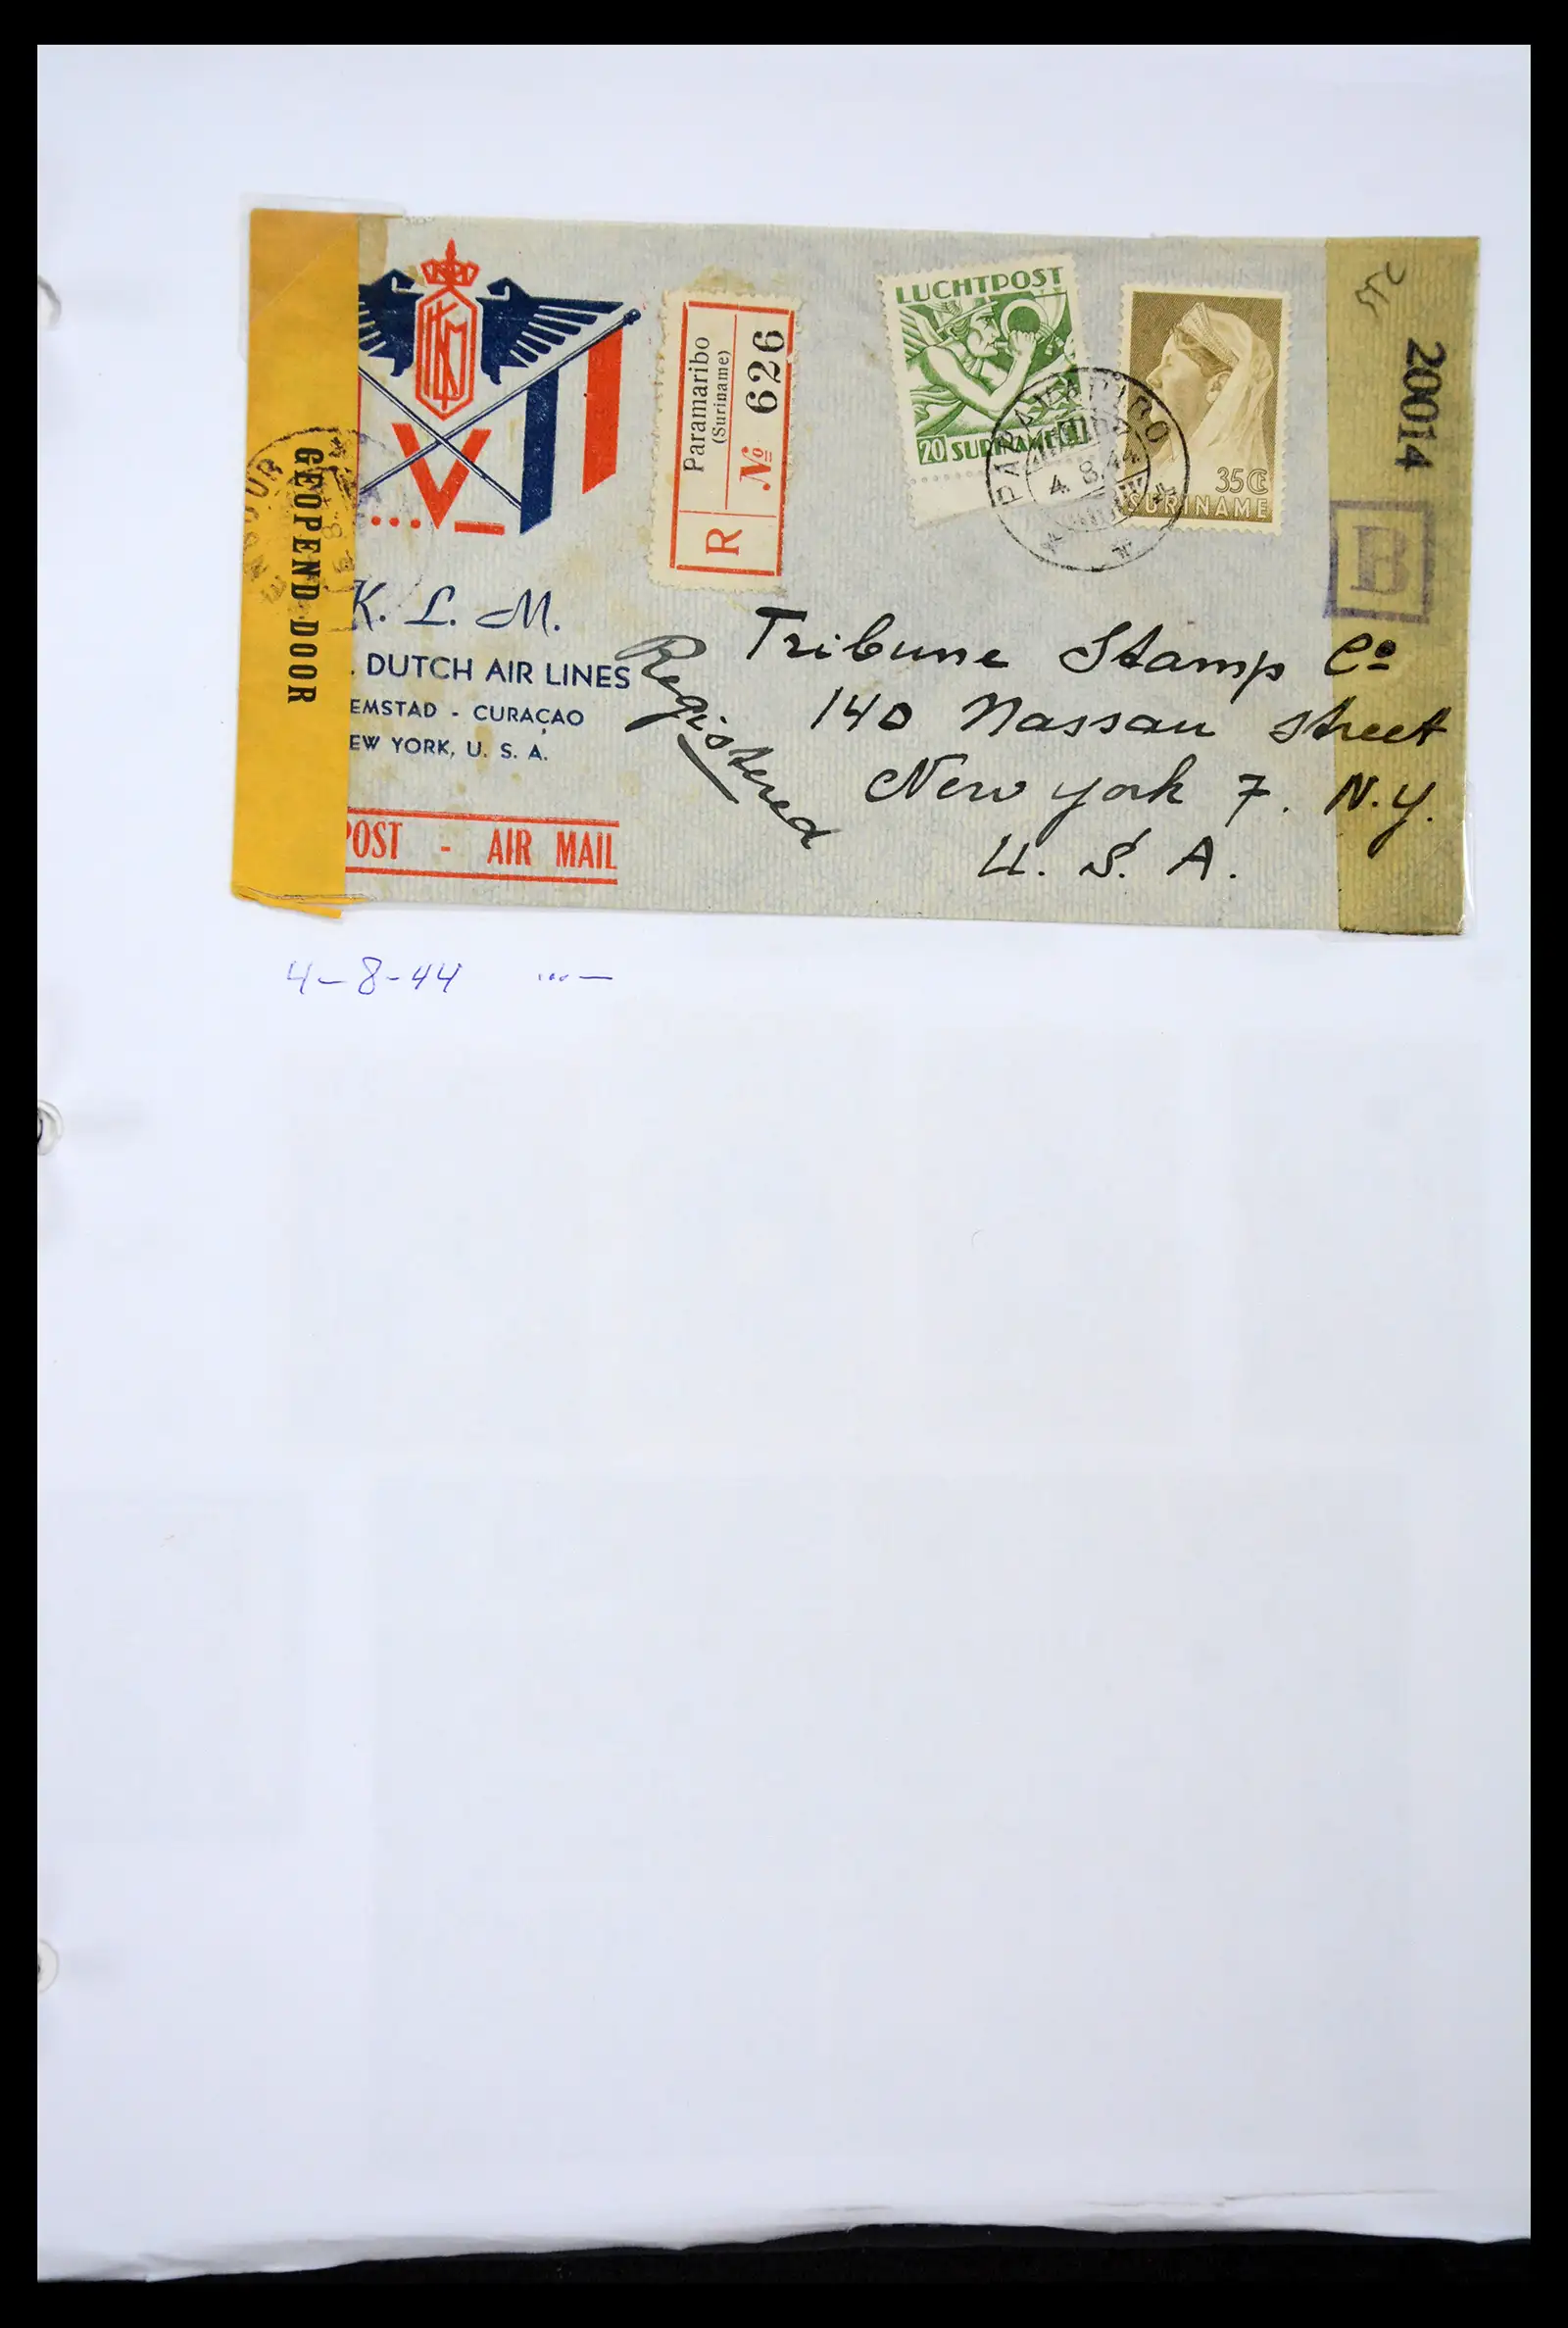 GEOPEND DOOR
KLM
...V—
K. L. M.
. DUTCH AIR LINES
EMSTAD - CURAÇAO
EW YORK, U. S. A.
POST - AIR MAIL
Paramaribo
(Suriname)
R № 626
LUCHTPOST
20 SURINAME
PARAMARIBO
4.8.44
35 Ct
SURINAME
20014
B
Registered
Tribune Stamp Co
140 Nassau Street
New York 7. N.Y.
U. S. A.
4-8-44 ...—